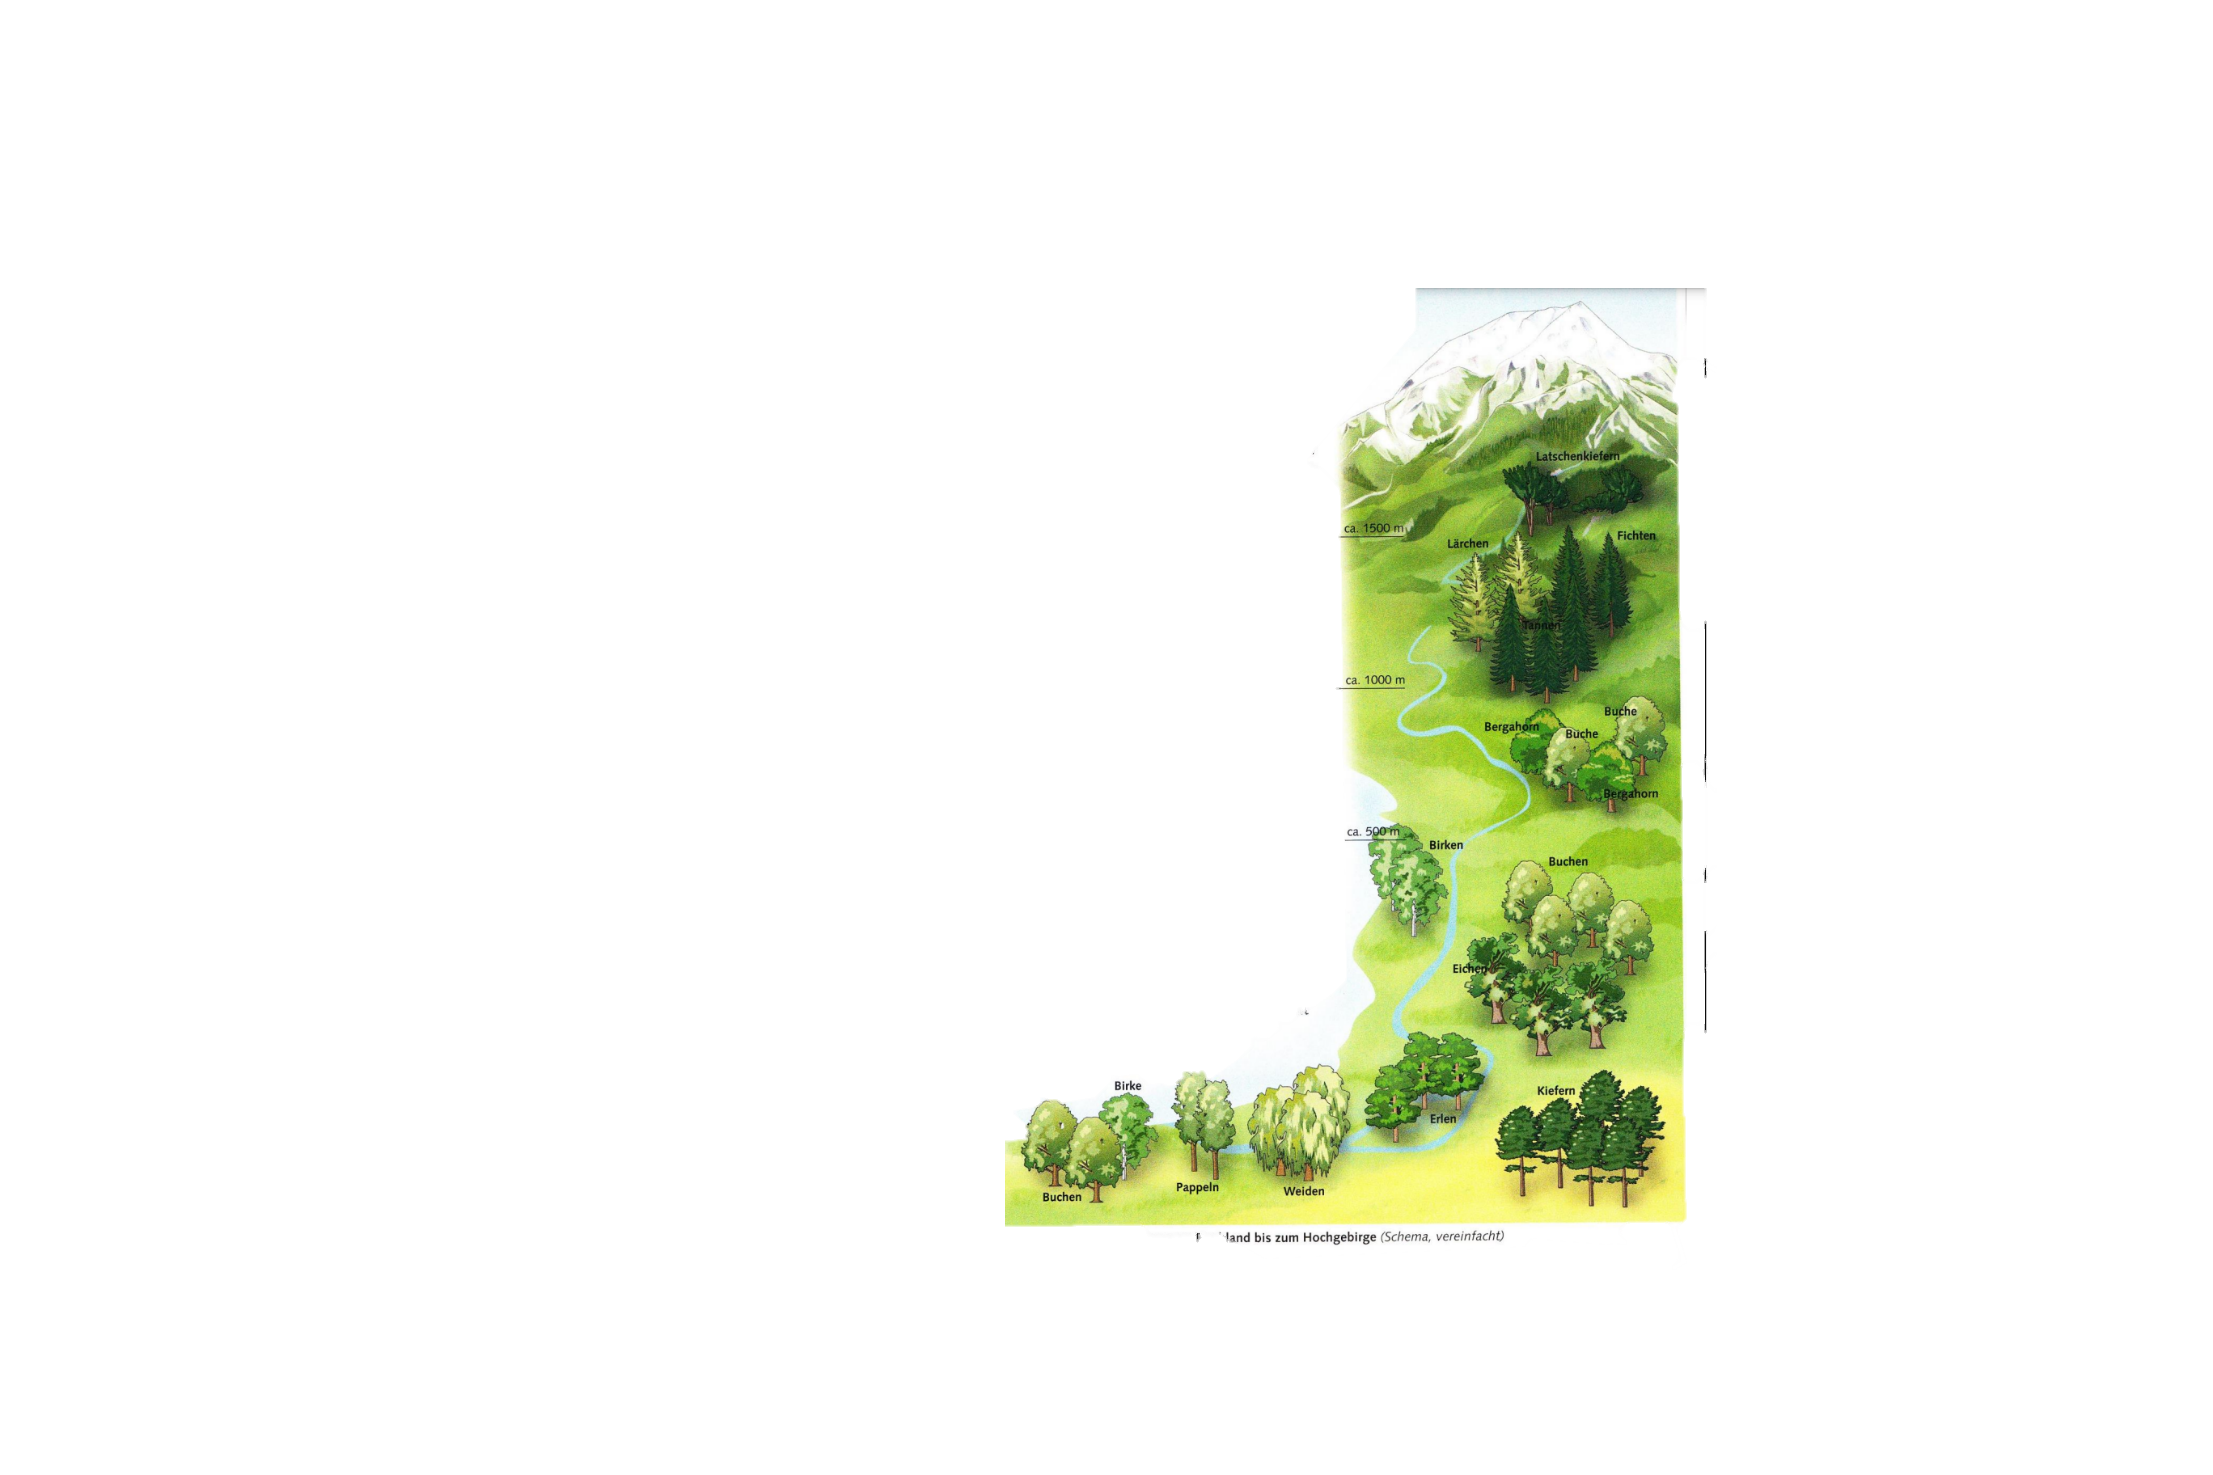 Latschenkiefern
ca. 1500 m
Fichten
Lärchen
Tannen
ca. 1000 m
Buche
Bergahorn
Buche
Bergahorn
ca. 500 m
Birken
Buchen
Eichen
Birke
Kiefern
Erlen
Pappeln
Weiden
Buchen
land bis zum Hochgebirge (Schema, vereinfacht)